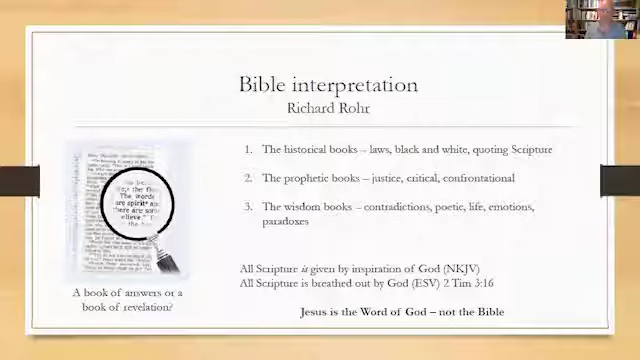 Bible interpretation
Richard Rohr
1. The historical books – laws, black and white, quoting Scripture
2. The prophetic books – justice, critical, confrontational
3. The wisdom books – contradictions, poetic, life, emotions,
paradoxes
The words
All Scripture is given by inspiration of God (NKJV)
All Scripture is breathed out by God (ESV) 2 Tim 3:16
A book of answers or a
book of revelation?
Jesus is the Word of God – not the Bible